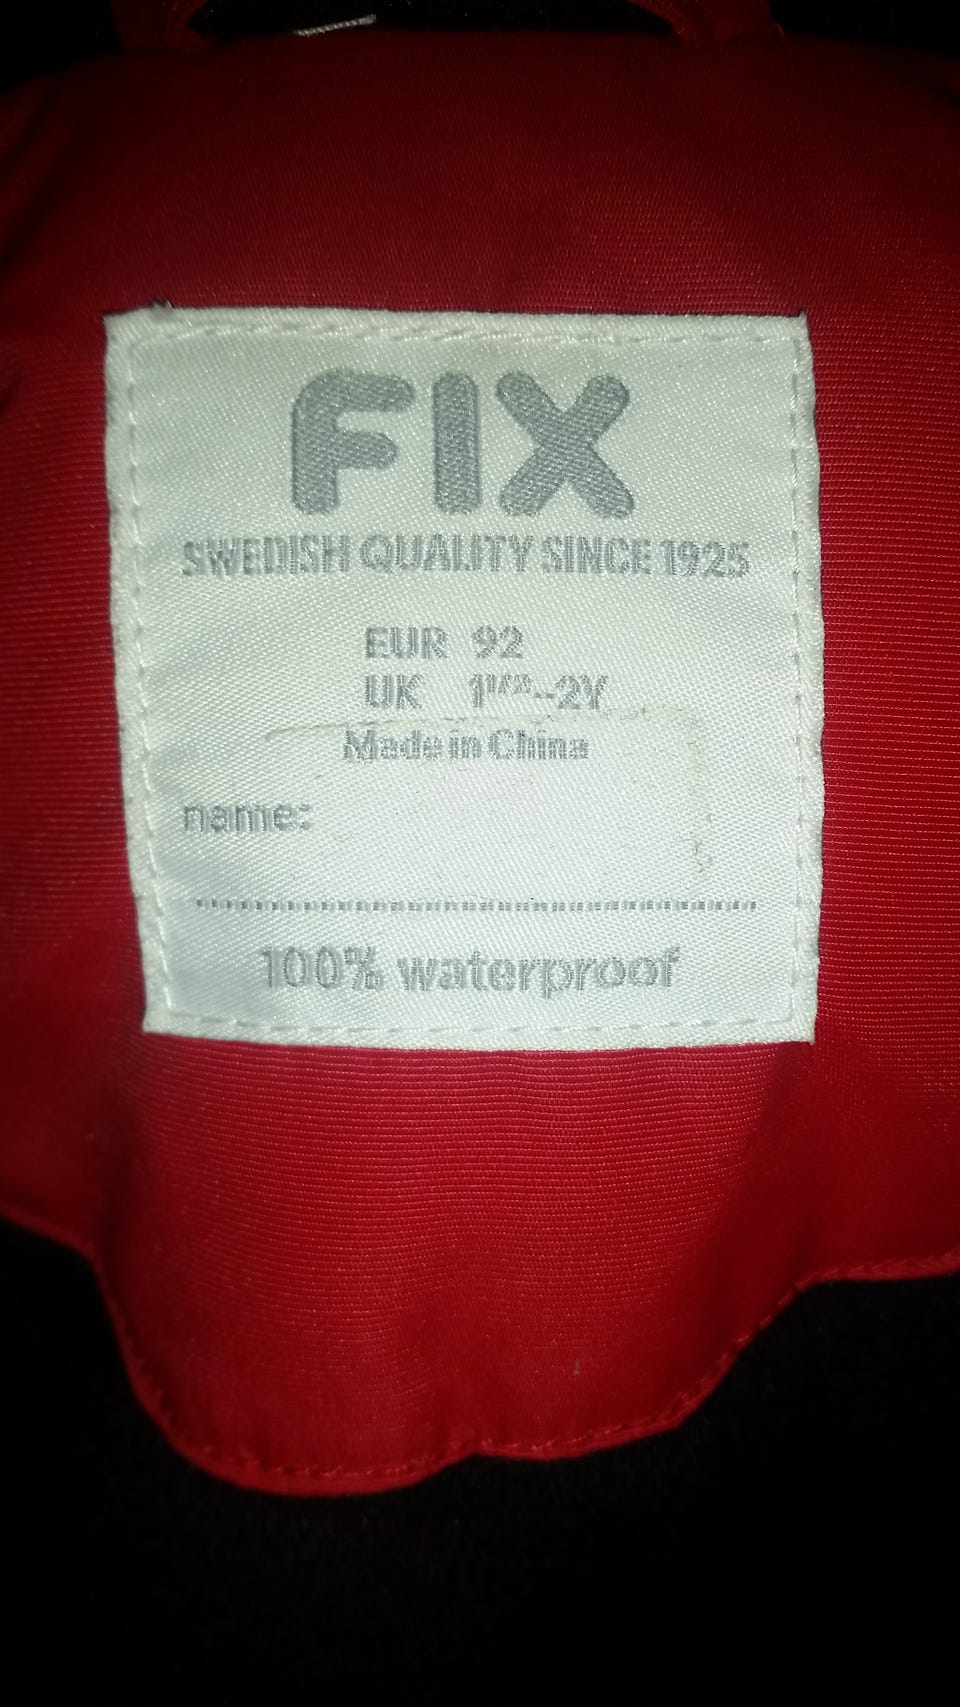 FIX
SWEDISH QUALITY SINCE 1925
EUR 92
UK 1½-2Y
Made in China
name:
100% waterproof